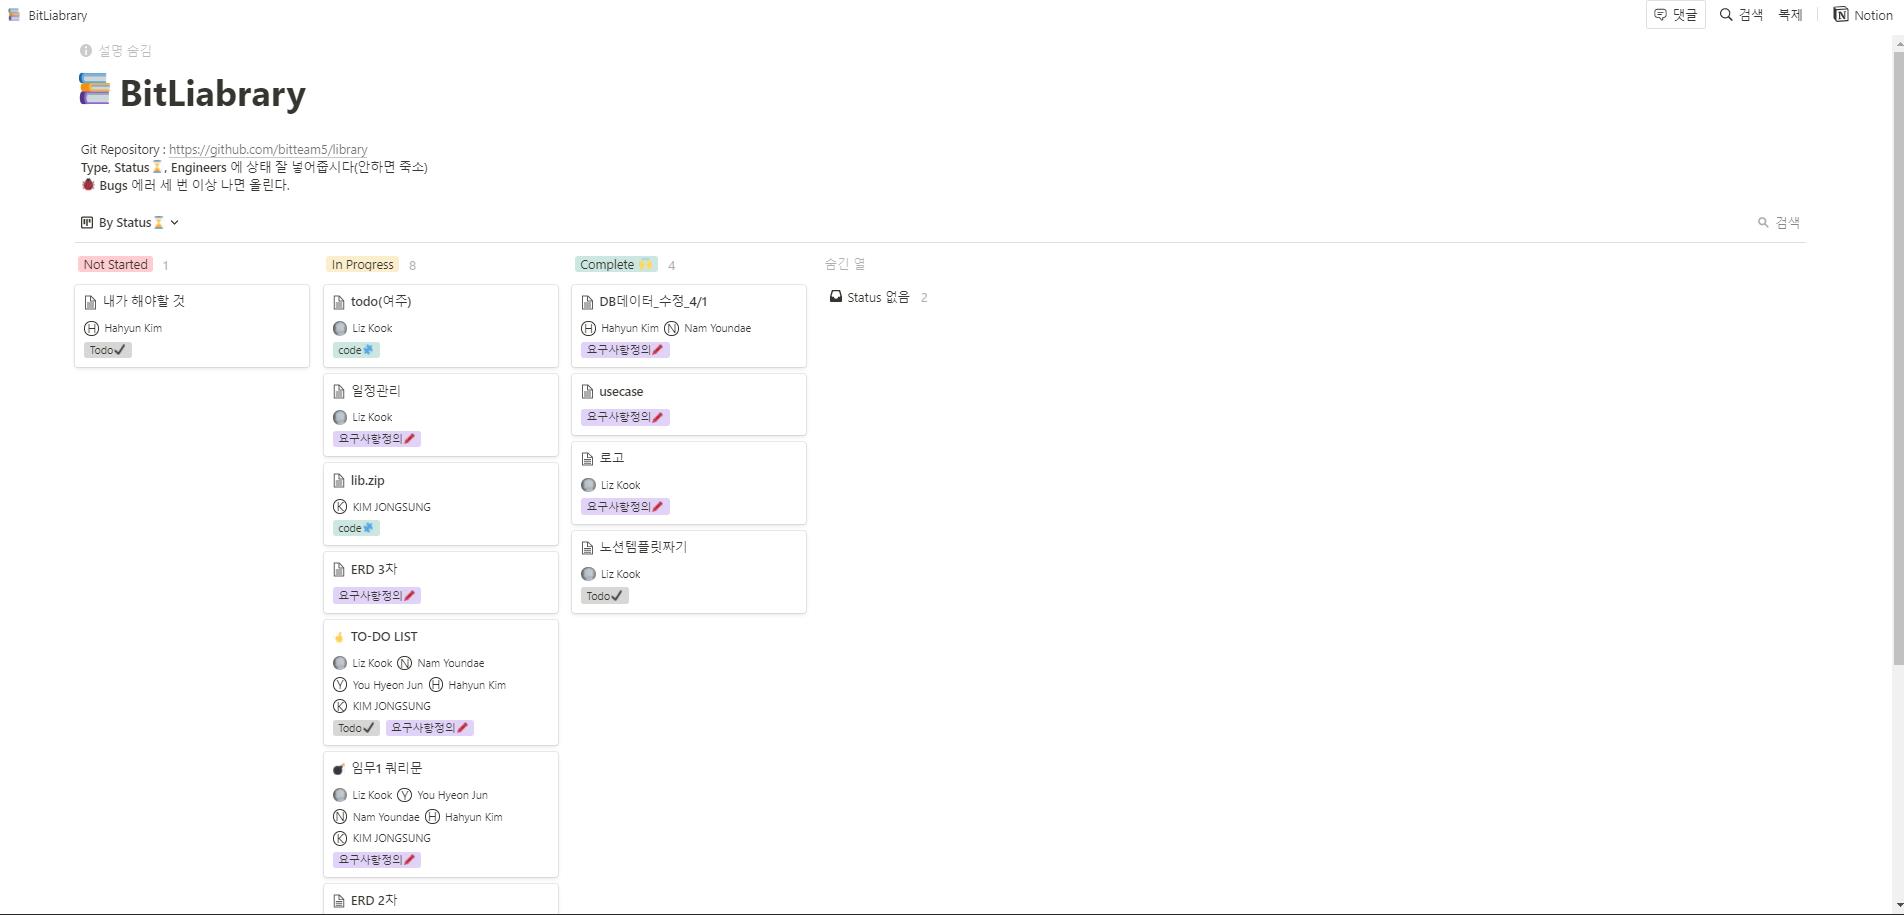 BitLiabrary
댓글
검색
복제
Notion
설명 숨김
BitLiabrary
Git Repository : https://github.com/bitteam5/library
Type, Status⏳, Engineers 에 상태 잘 넣어줍시다(안하면 죽소)
🐞 Bugs 에러 세 번 이상 나면 올린다.
By Status⏳
검색
Not Started 1
내가 해야할 것
H Hahyun Kim
Todo✔
In Progress 8
todo(여주)
Liz Kook
code
일정관리
Liz Kook
요구사항정의
lib.zip
K KIM JONGSUNG
code
ERD 3차
요구사항정의
TO-DO LIST
Liz Kook N Nam Youndae
Y You Hyeon Jun H Hahyun Kim
K KIM JONGSUNG
Todo✔ 요구사항정의
💣 임무1 쿼리문
Liz Kook Y You Hyeon Jun
N Nam Youndae H Hahyun Kim
K KIM JONGSUNG
요구사항정의
ERD 2차
Complete 🙌 4
DB데이터_수정_4/1
H Hahyun Kim N Nam Youndae
요구사항정의
usecase
요구사항정의
로고
Liz Kook
요구사항정의
노션템플릿짜기
Liz Kook
Todo✔
숨긴 열
Status 없음 2